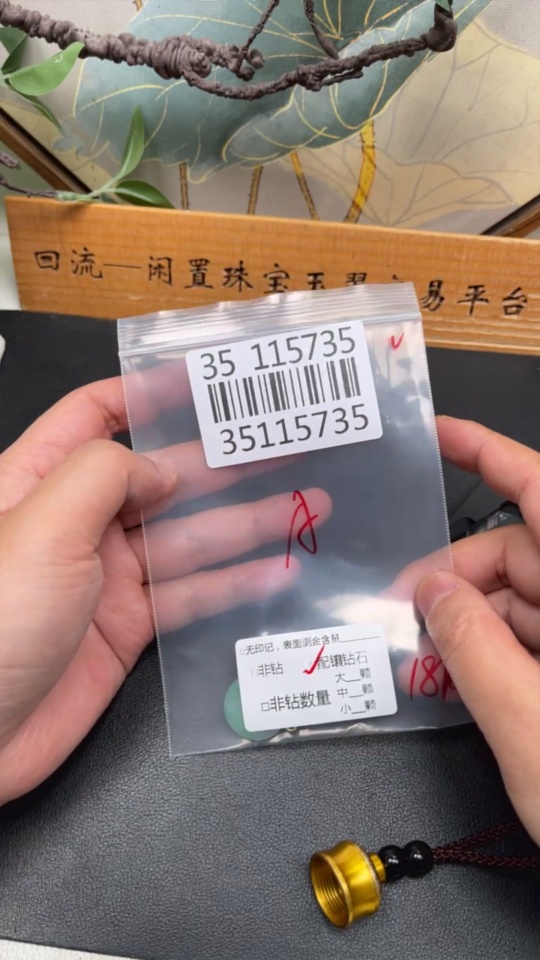 回流—闲置珠宝玉翠交易平台
35 115735
35115735
□无印记，表面测金含量
□非钻
配镶钻石
大__颗
□非钻数量
中__颗
小__颗
18K